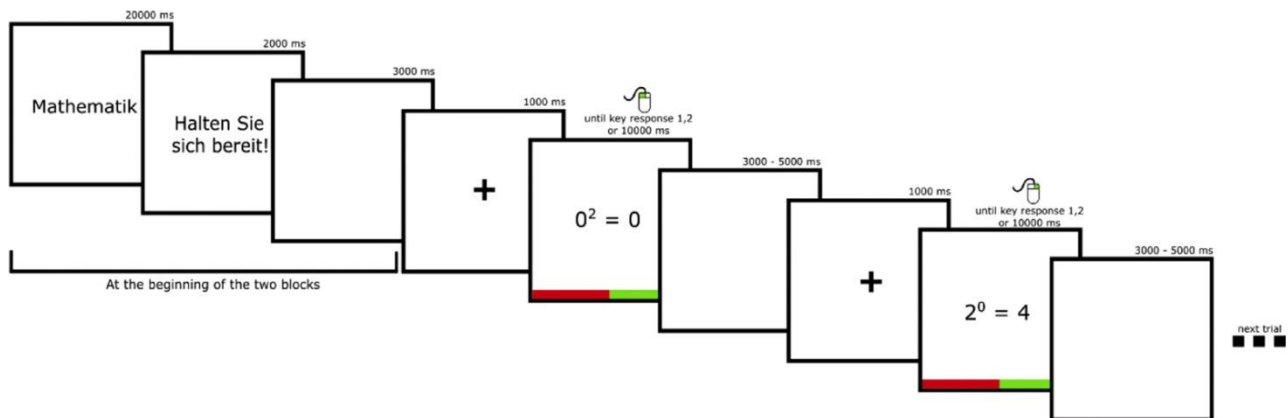 20000 ms
Mathematik
2000 ms
Halten Sie
sich bereit!
3000 ms
At the beginning of the two blocks
1000 ms
+
until key response 1,2
or 10000 ms
0² = 0
3000 - 5000 ms
1000 ms
+
until key response 1,2
or 10000 ms
2⁰ = 4
3000 - 5000 ms
next trial